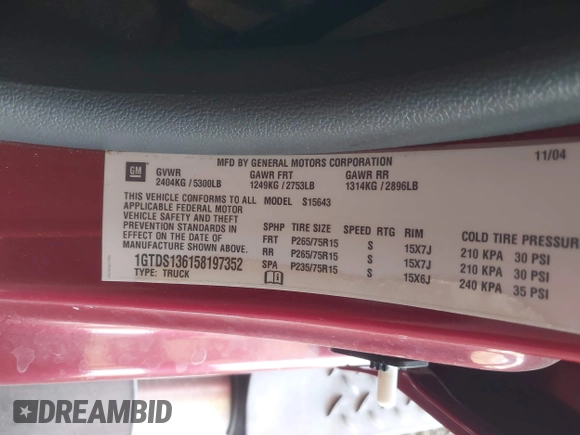 MFD BY GENERAL MOTORS CORPORATION 11/04
GM GVWR GAWR FRT GAWR RR
2404KG / 5300LB 1249KG / 2753LB 1314KG / 2896LB
THIS VEHICLE CONFORMS TO ALL MODEL S15643
APPLICABLE FEDERAL MOTOR
VEHICLE SAFETY AND THEFT
PREVENTION STANDARDS IN
EFFECT ON THE DATE OF
MANUFACTURE SHOWN ABOVE.
1GTDS136158197352
TYPE: TRUCK
SPHP TIRE SIZE SPEED RTG RIM COLD TIRE PRESSUR
FRT P265/75R15 S 15X7J 210 KPA 30 PSI
RR P265/75R15 S 15X7J 210 KPA 30 PSI
SPA P235/75R15 S 15X6J 240 KPA 35 PSI
DREAMBID